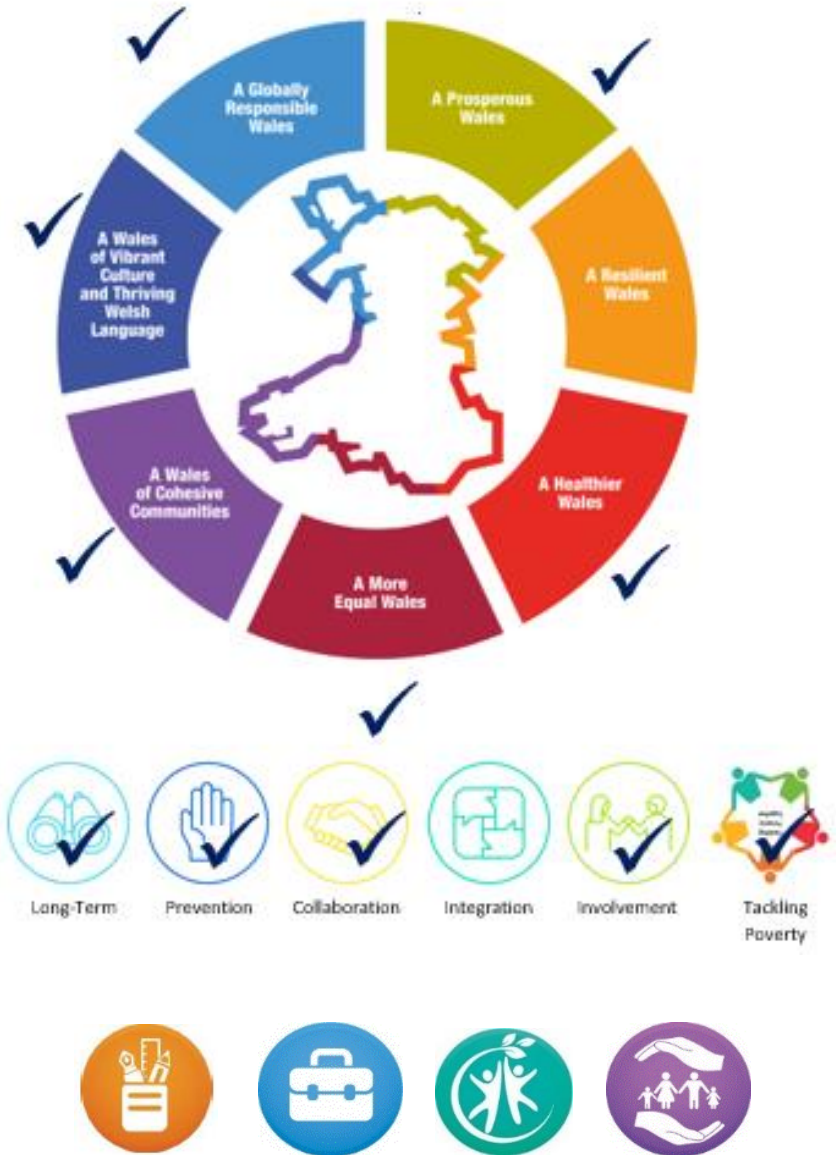 A Globally
Responsible
Wales
A Prosperous
Wales
A Resilient
Wales
A Healthier
Wales
A More
Equal Wales
A Wales
of Cohesive
Communities
A Wales
of Vibrant
Culture
and Thriving
Welsh
Language
Long-Term
Prevention
Collaboration
Integration
Involvement
Tackling
Poverty